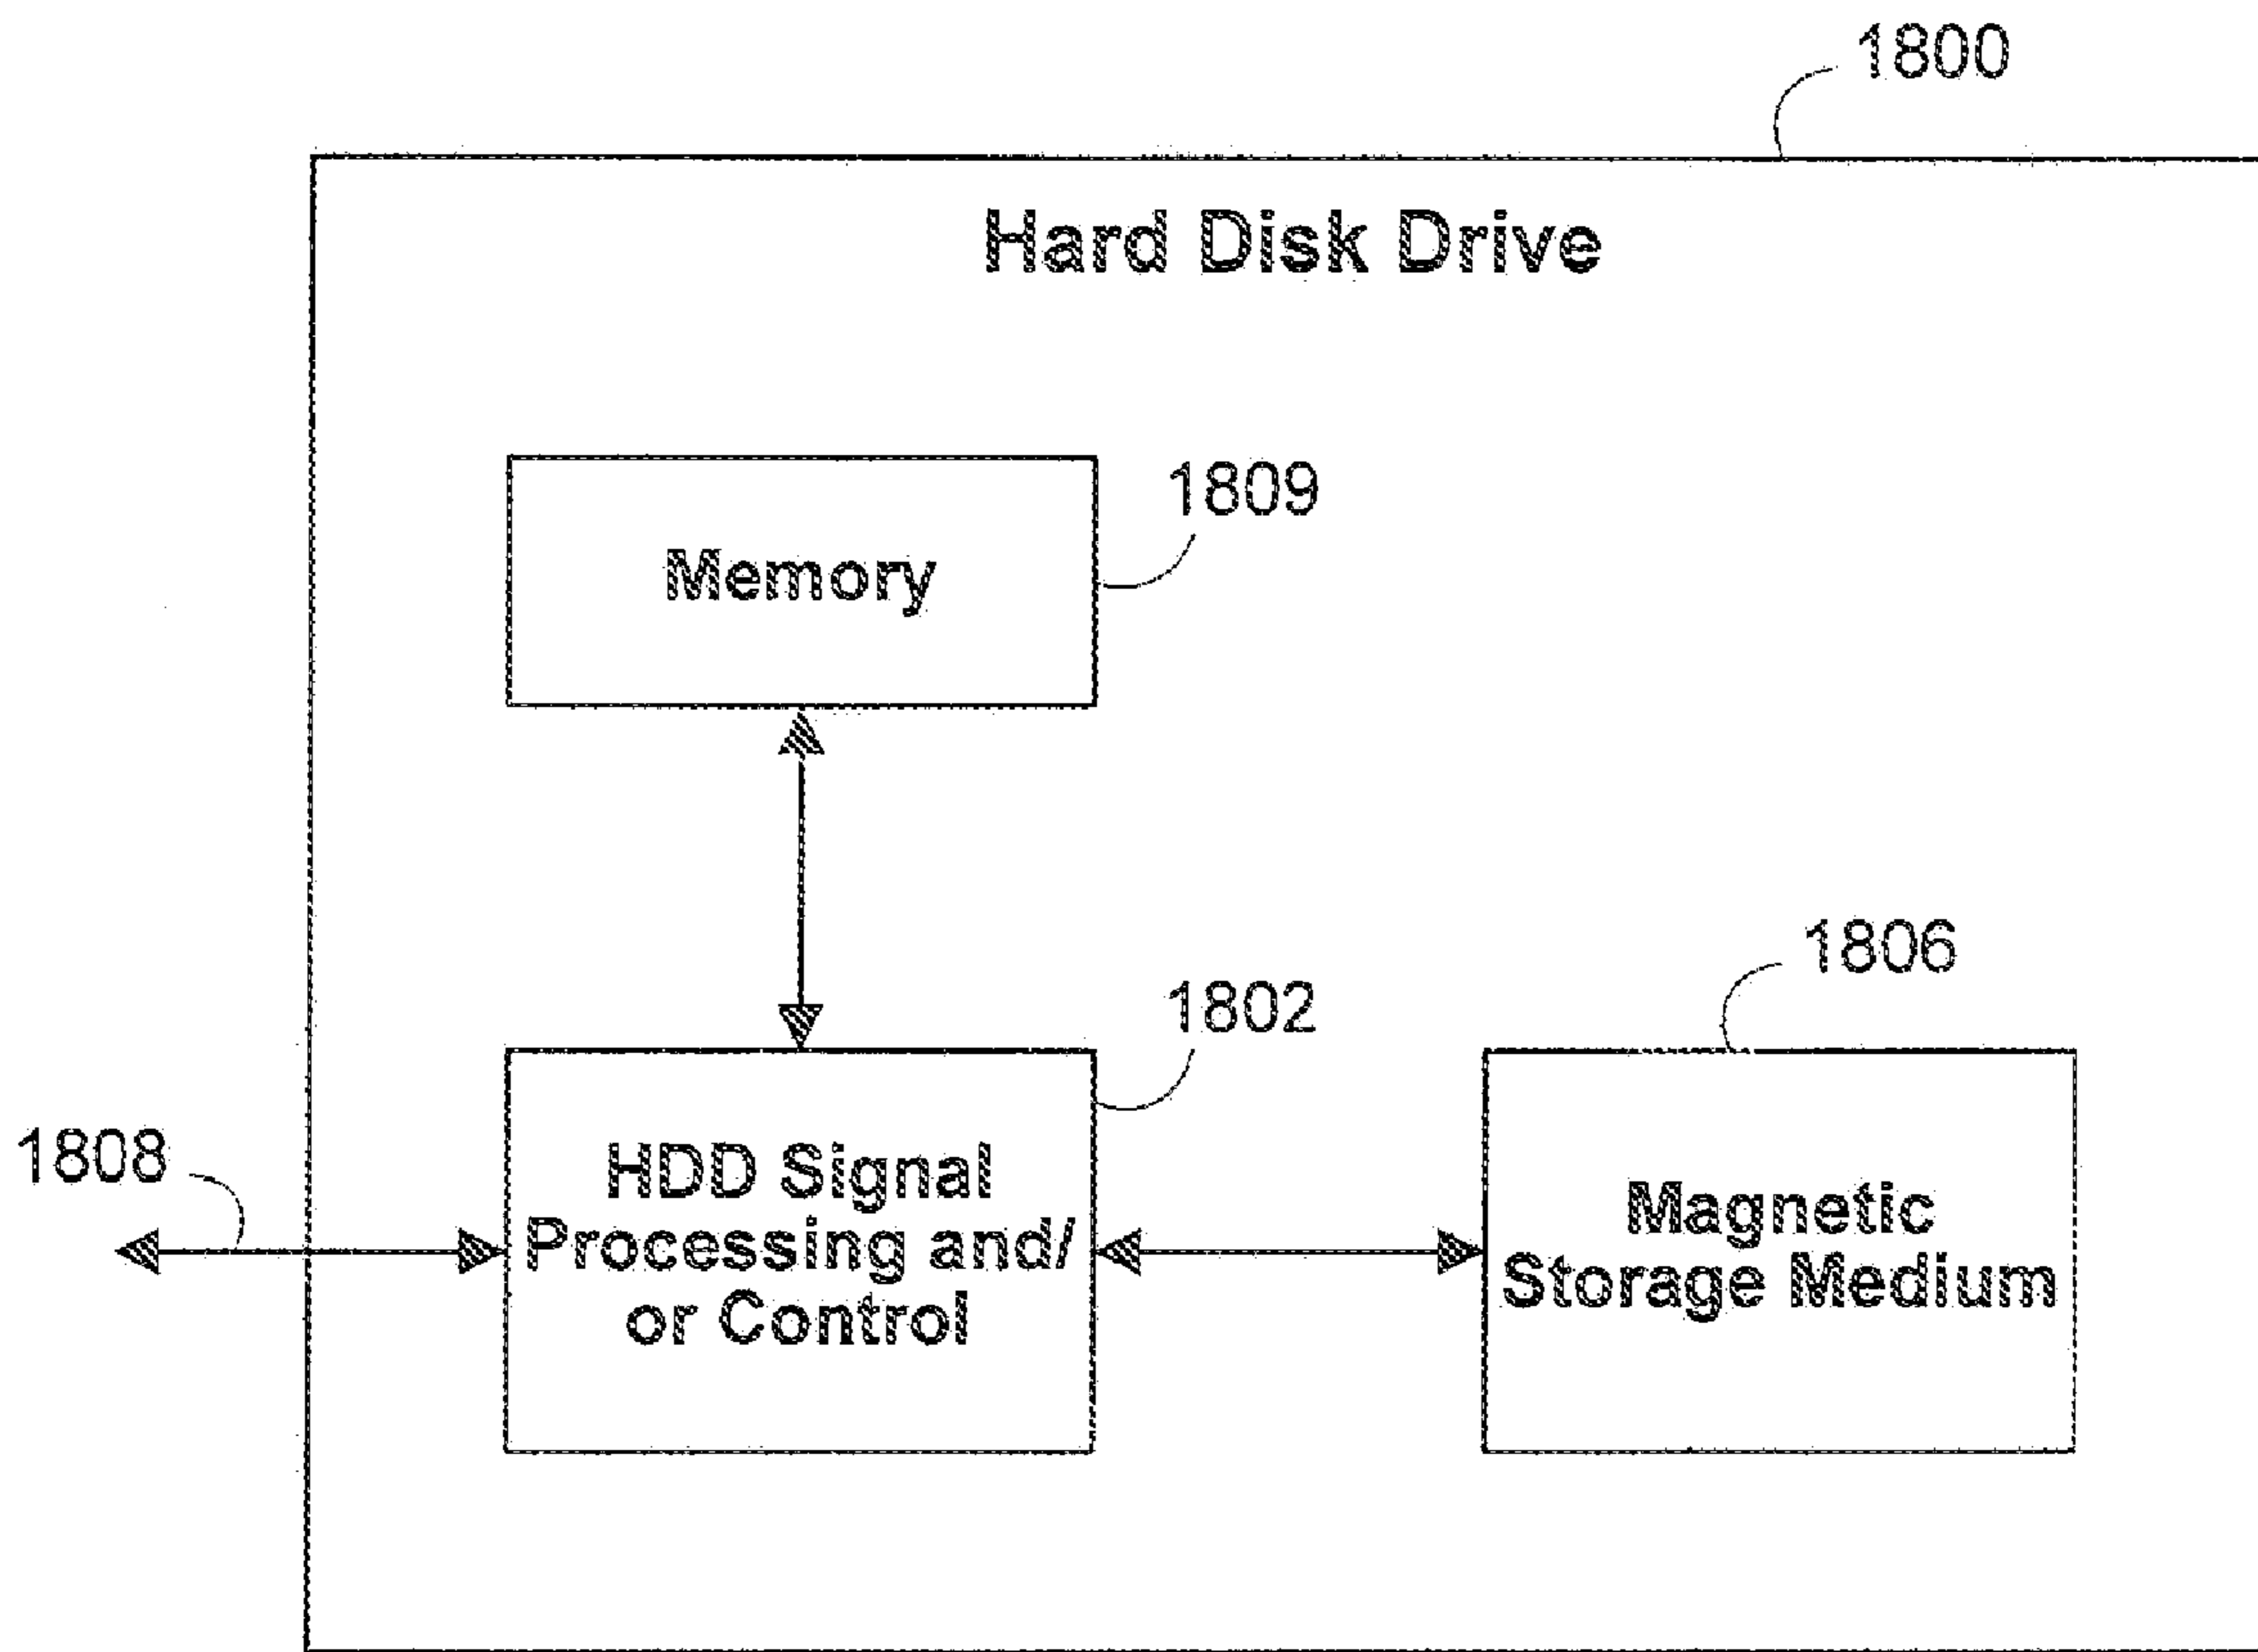 1800
Hard Disk Drive
1809
Memory
1806
1802
1808
HDD Signal
Processing and/
or Control
Magnetic
Storage Medium